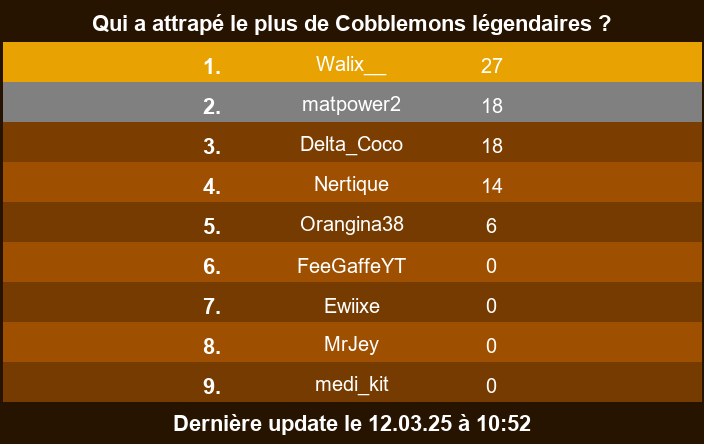 Qui a attrapé le plus de Cobblemons légendaires ?
1. Walix__ 27
2. matpower2 18
3. Delta_Coco 18
4. Nertique 14
5. Orangina38 6
6. FeeGaffeYT 0
7. Ewiixe 0
8. MrJey 0
9. medi_kit 0
Dernière update le 12.03.25 à 10:52